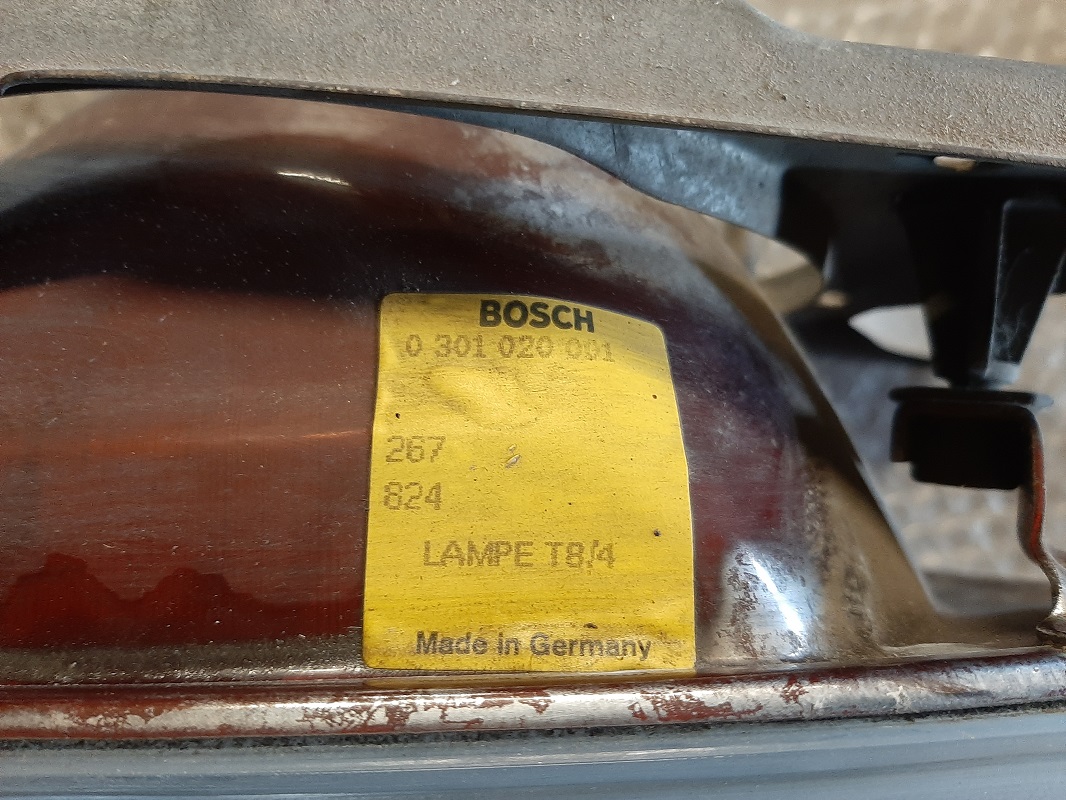 BOSCH
0 301 020 001
267
824
LAMPE T8/4
Made in Germany